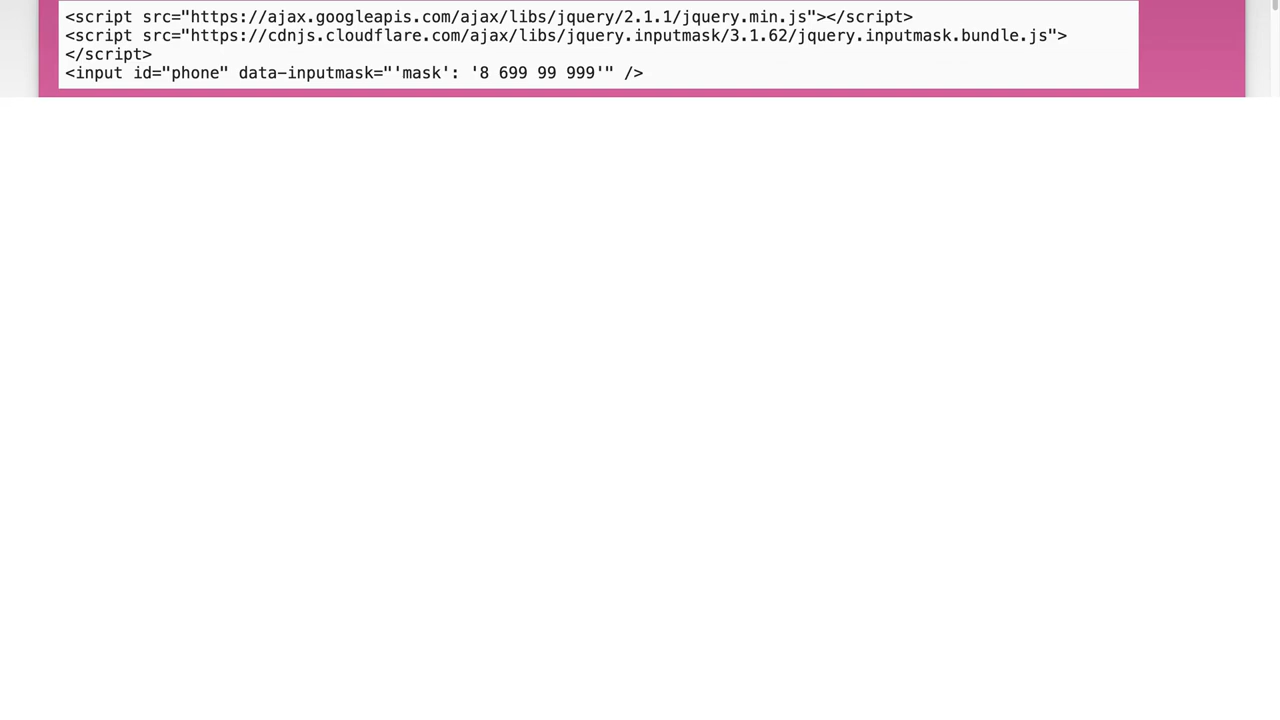 <script src="https://ajax.googleapis.com/ajax/libs/jquery/2.1.1/jquery.min.js"></script>
<script src="https://cdnjs.cloudflare.com/ajax/libs/jquery.inputmask/3.1.62/jquery.inputmask.bundle.js">
</script>
<input id="phone" data-inputmask="'mask': '8 699 99 999'" />